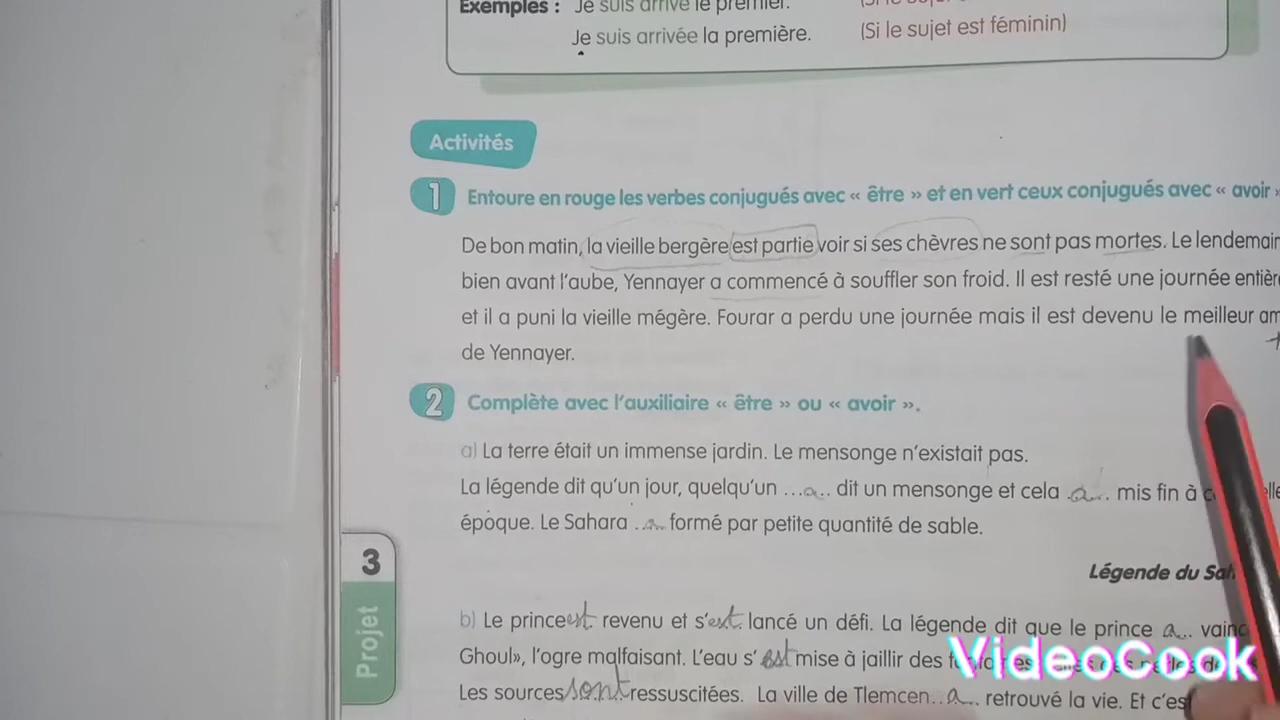 Exemples : Je suis arrivé le premier.
Je suis arrivée la première.
(Si le sujet est féminin)
Activités
1 Entoure en rouge les verbes conjugués avec « être » et en vert ceux conjugués avec « avoir »
De bon matin, la vieille bergère est partie voir si ses chèvres ne sont pas mortes. Le lendemain
bien avant l'aube, Yennayer a commencé à souffler son froid. Il est resté une journée entière
et il a puni la vieille mégère. Fourar a perdu une journée mais il est devenu le meilleur am
de Yennayer.
2 Complète avec l'auxiliaire « être » ou « avoir ».
a) La terre était un immense jardin. Le mensonge n'existait pas.
La légende dit qu'un jour, quelqu'un ...a.. dit un mensonge et cela .a... mis fin à
époque. Le Sahara ..a.. formé par petite quantité de sable.
Légende du
b) Le prince est revenu et s'est lancé un défi. La légende dit que le prince a... vainc
Ghoul», l'ogre malfaisant. L'eau s'est mise à jaillir des
Les sources sont ressuscitées. La ville de Tlemcen..a... retrouvé la vie. Et c'es
3
Projet
VideoCook